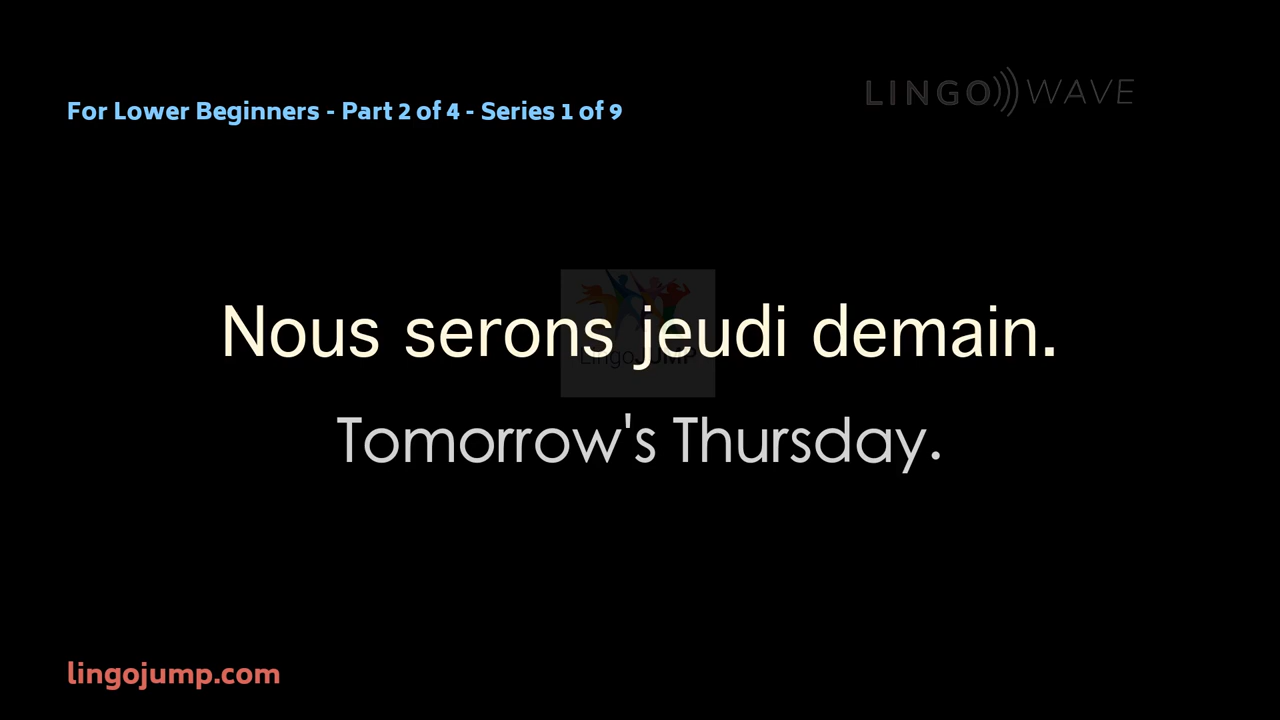 For Lower Beginners - Part 2 of 4 - Series 1 of 9
LINGO WAVE
Nous serons jeudi demain.
LingoJUMP
Tomorrow's Thursday.
lingojump.com